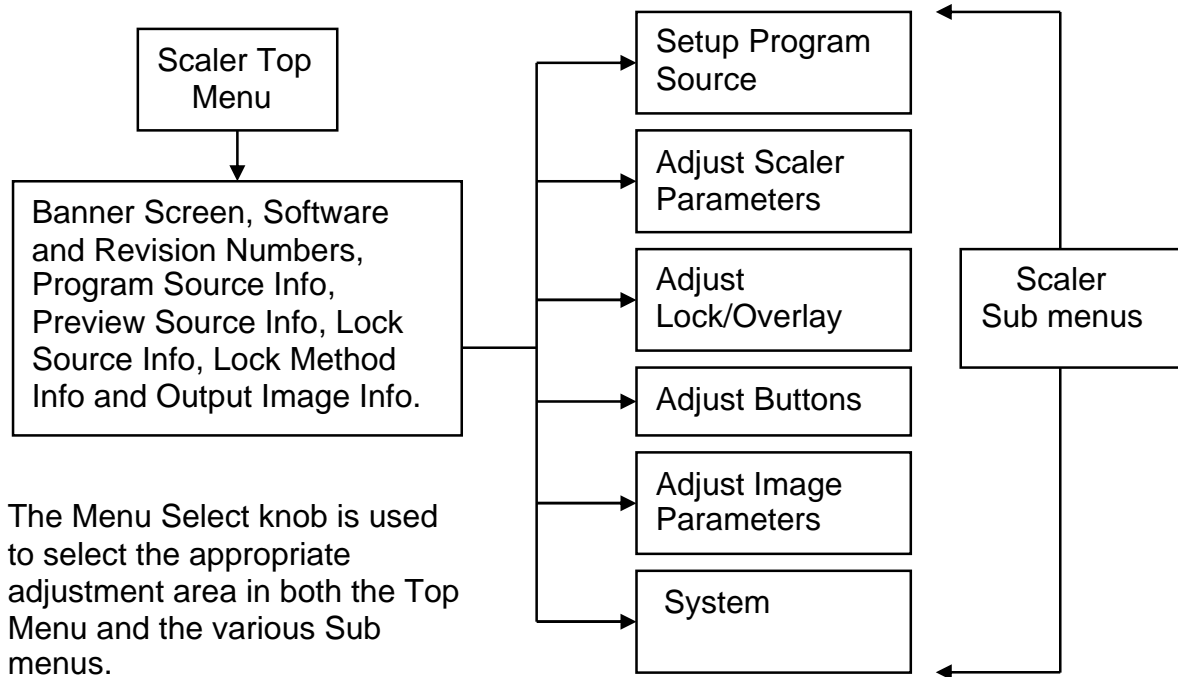 Scaler Top
Menu
Banner Screen, Software
and Revision Numbers,
Program Source Info,
Preview Source Info, Lock
Source Info, Lock Method
Info and Output Image Info.
The Menu Select knob is used
to select the appropriate
adjustment area in both the Top
Menu and the various Sub
menus.
Setup Program
Source
Adjust Scaler
Parameters
Adjust
Lock/Overlay
Adjust Buttons
Adjust Image
Parameters
System
Scaler
Sub menus